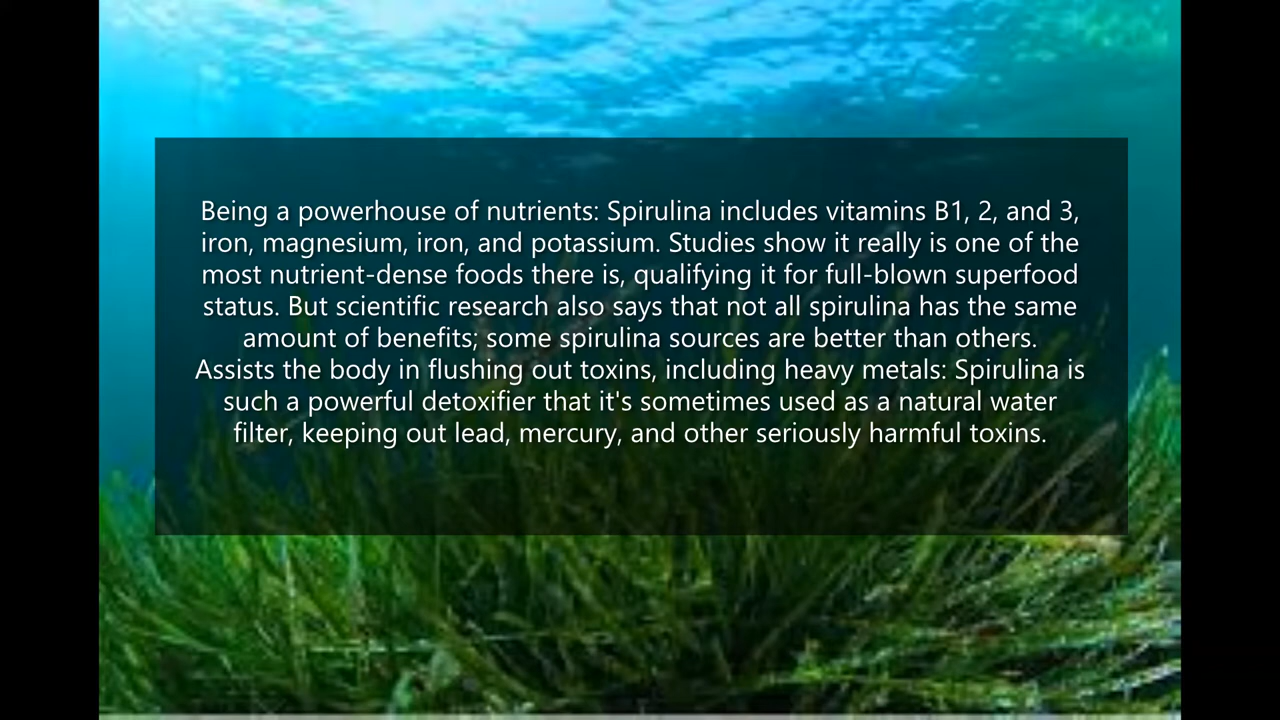 Being a powerhouse of nutrients: Spirulina includes vitamins B1, 2, and 3,
iron, magnesium, iron, and potassium. Studies show it really is one of the
most nutrient-dense foods there is, qualifying it for full-blown superfood
status. But scientific research also says that not all spirulina has the same
amount of benefits; some spirulina sources are better than others.
Assists the body in flushing out toxins, including heavy metals: Spirulina is
such a powerful detoxifier that it's sometimes used as a natural water
filter, keeping out lead, mercury, and other seriously harmful toxins.